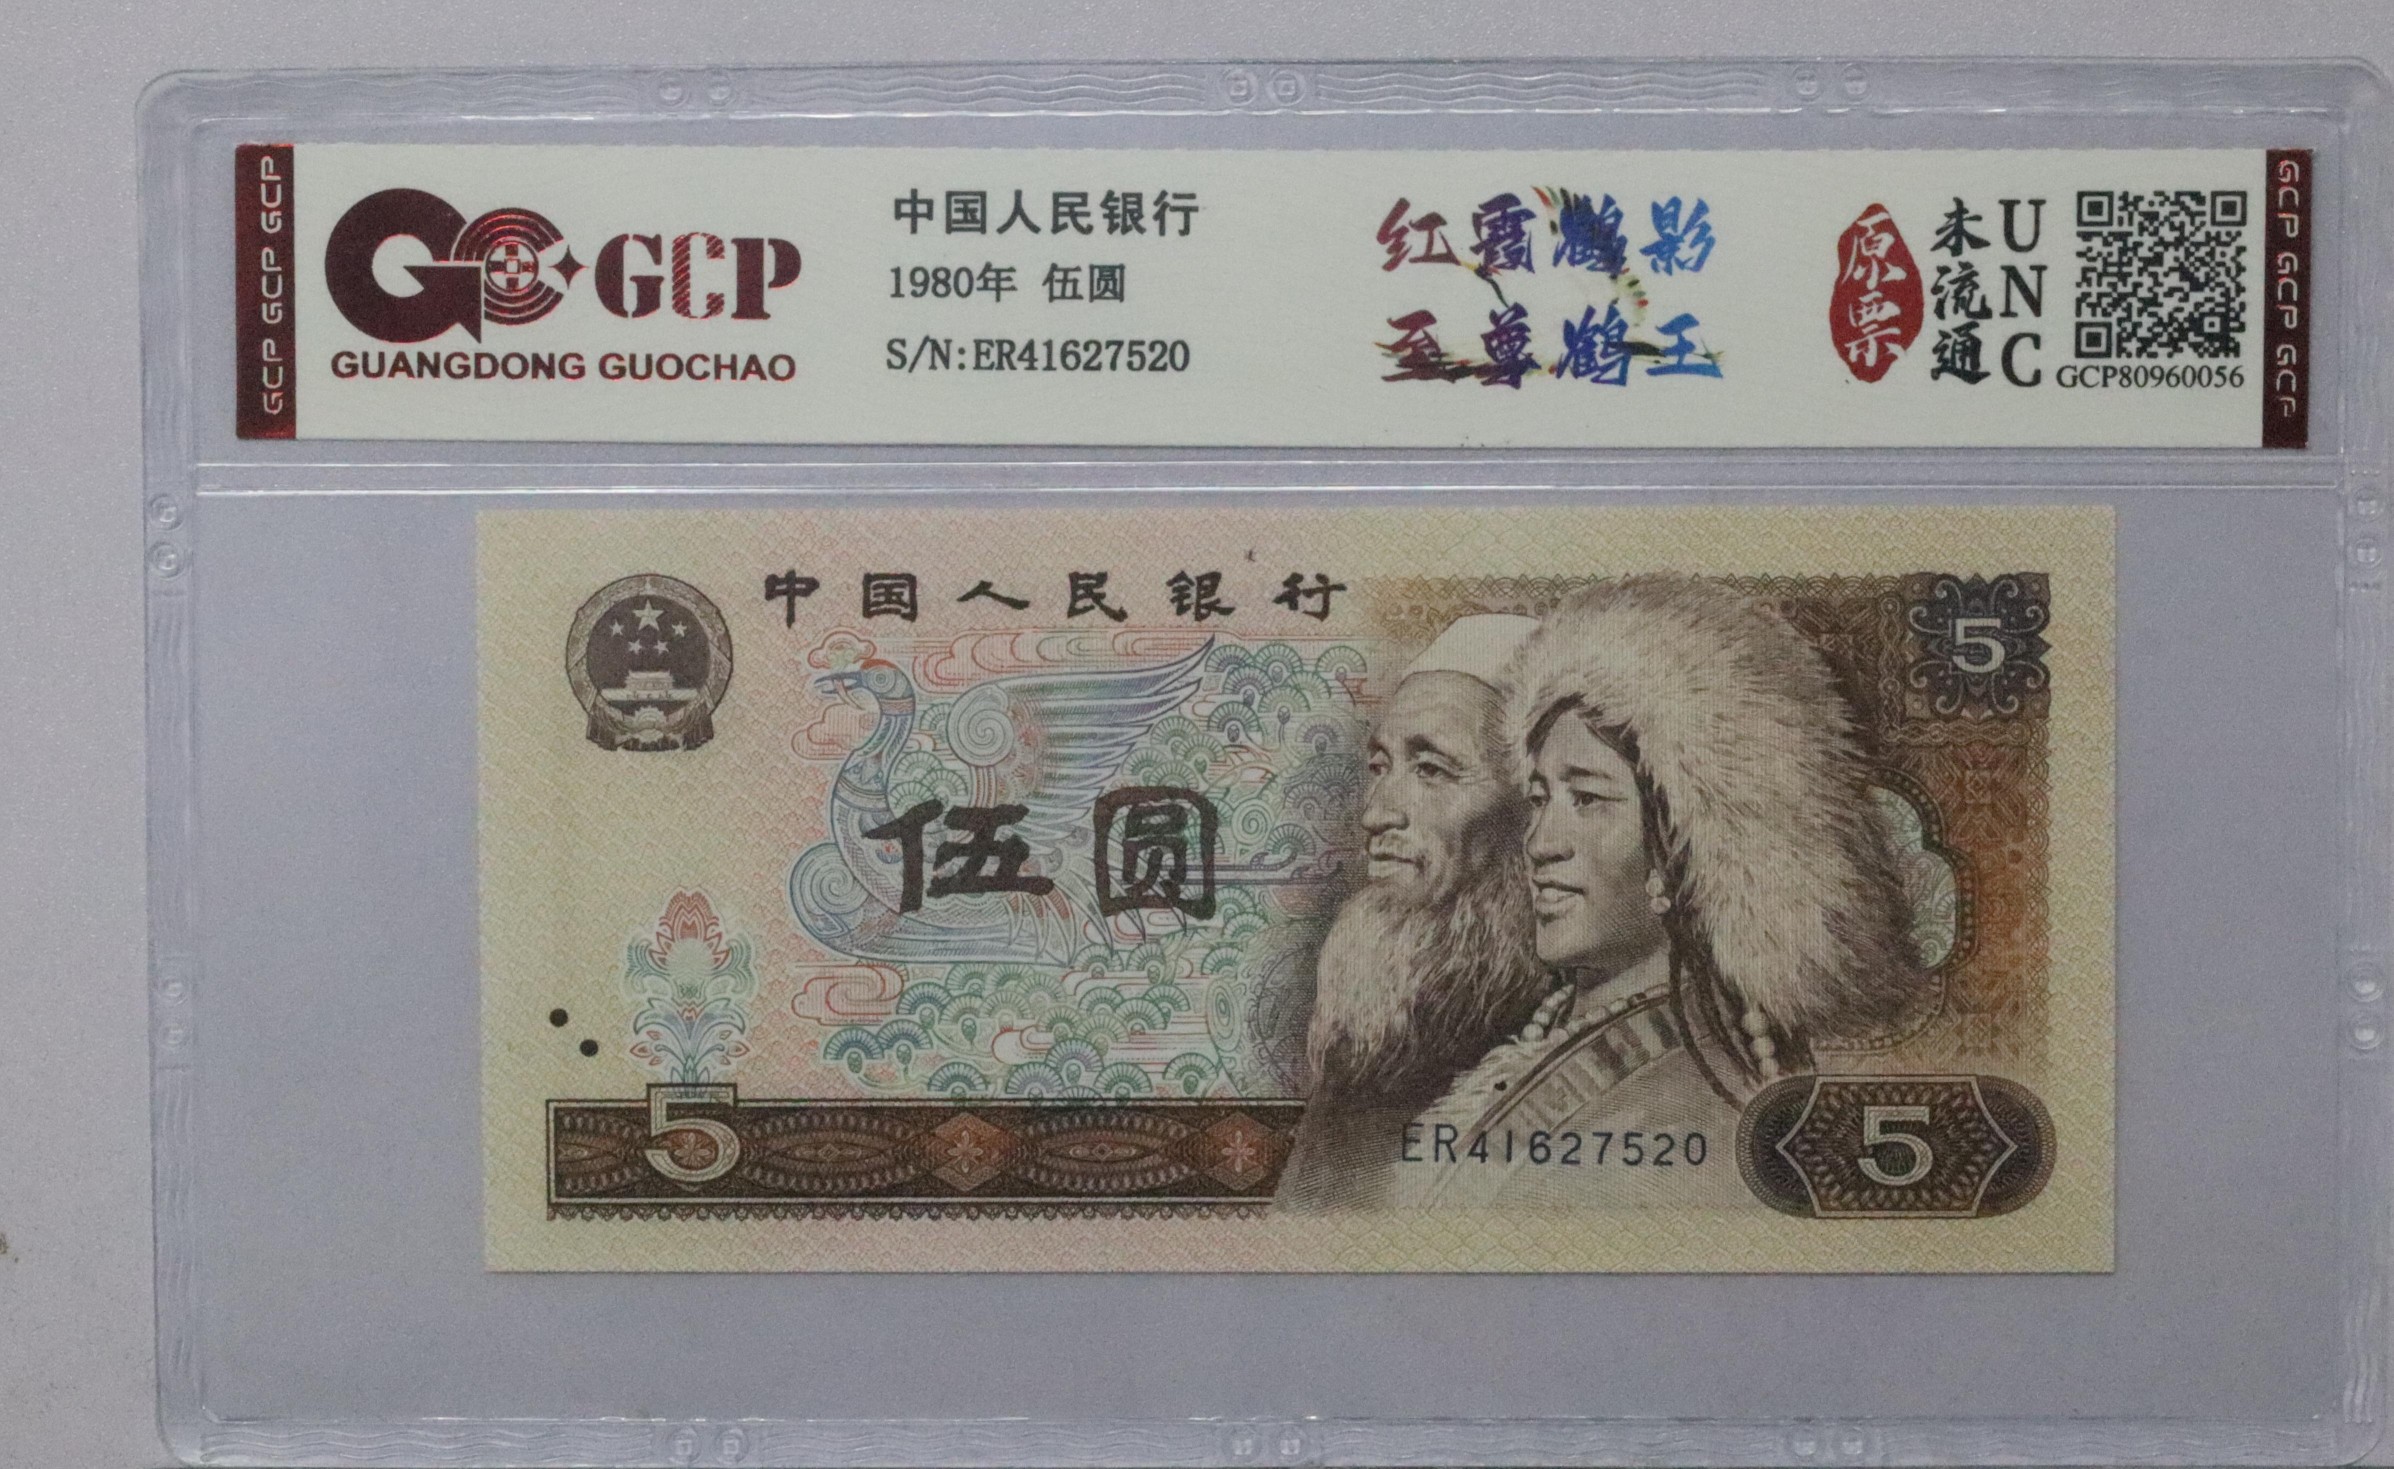 GCP GCP GCP
GCP
GUANGDONG GUOCHAO
中国人民银行
1980年 伍圆
S/N:ER41627520
红霞鹤影
至尊鹤王
原票
未流通
UNC
GCP80960056
GCP GCP GCP
中国人民银行
5
伍圆
5
ER41627520
5